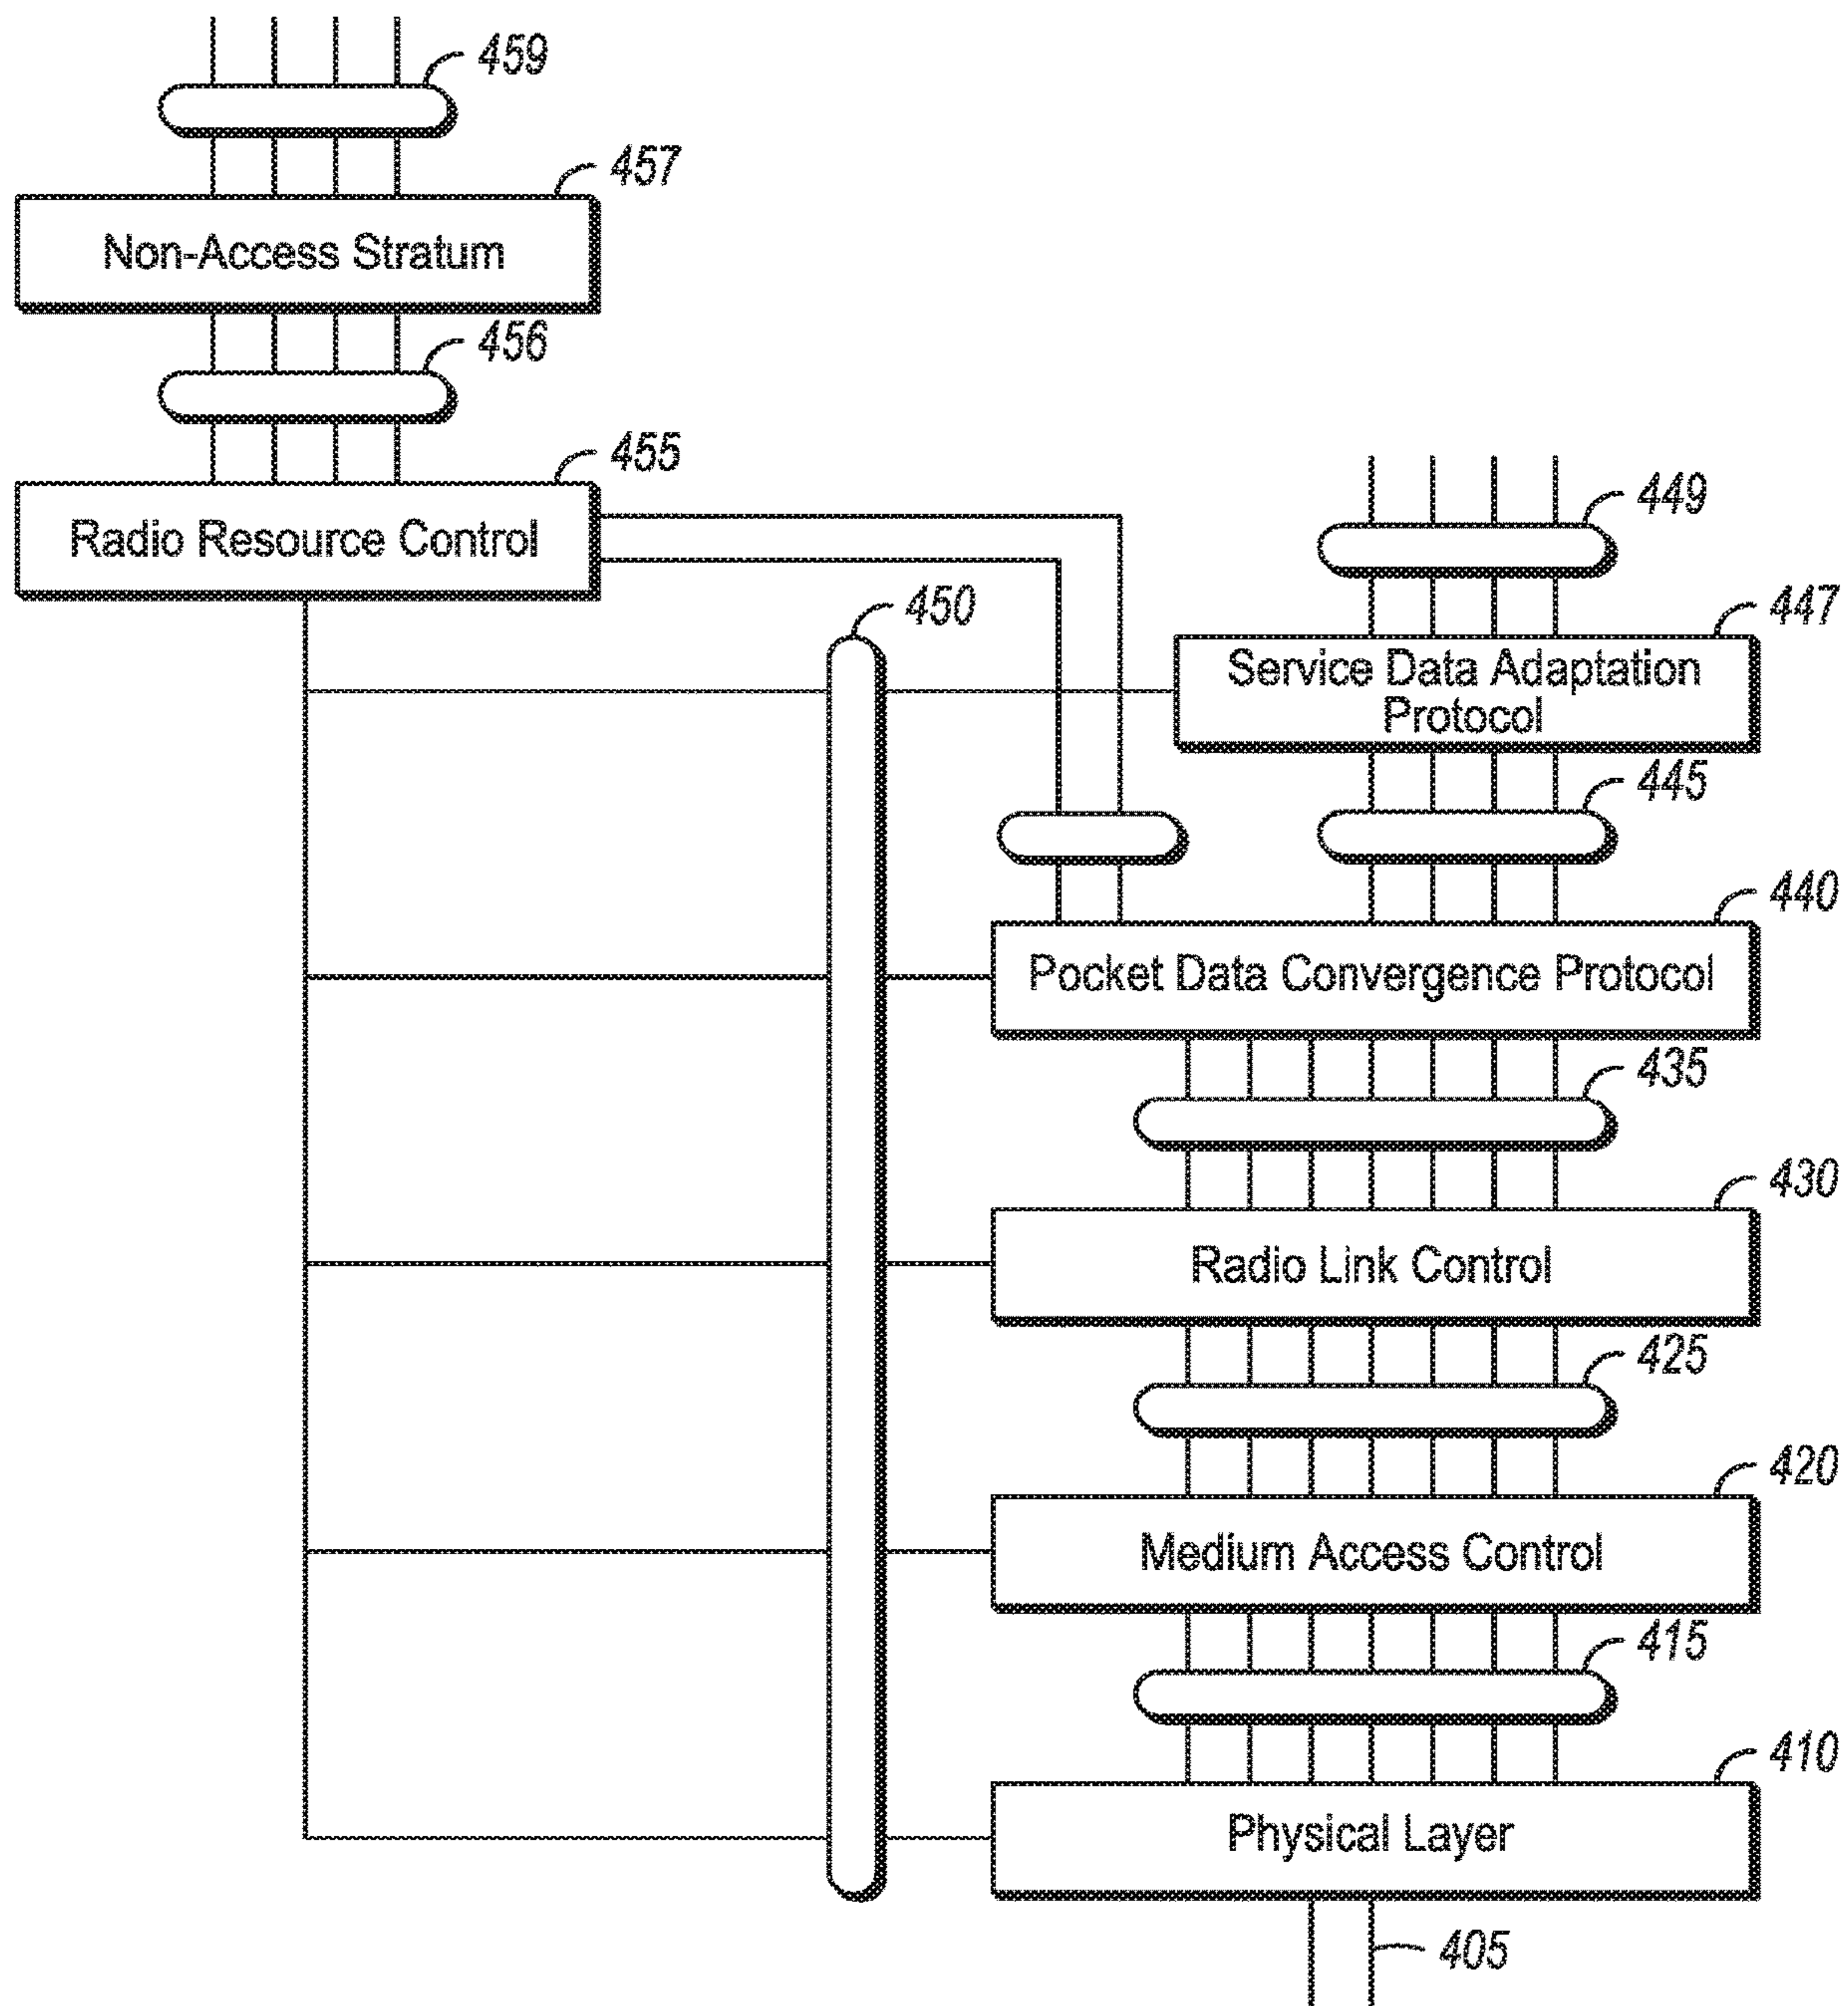 459
457
Non-Access Stratum
456
455
Radio Resource Control
449
450
447
Service Data Adaptation
Protocol
445
440
Pocket Data Convergence Protocol
435
430
Radio Link Control
425
420
Medium Access Control
415
410
Physical Layer
405